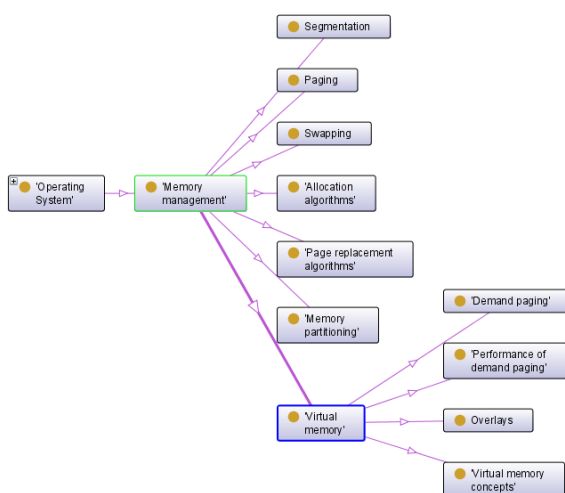 Segmentation
Paging
Swapping
'Operating
System'
'Memory
management'
'Allocation
algorithms'
'Page replacement
algorithms'
'Memory
partitioning'
'Virtual
memory'
'Demand paging'
'Performance of
demand paging'
Overlays
'Virtual memory
concepts'